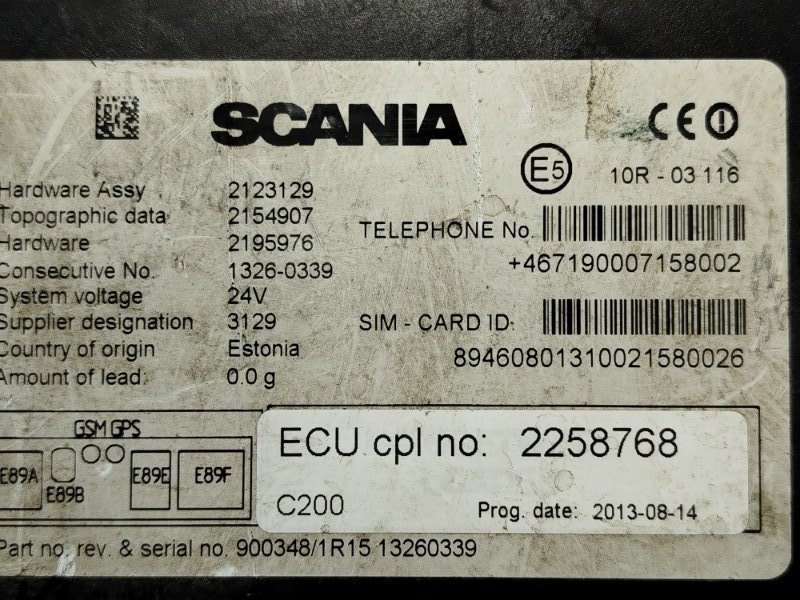 SCANIA
CE
E5
10R - 03 116
Hardware Assy 2123129
Topographic data 2154907
Hardware 2195976
Consecutive No. 1326-0339
System voltage 24V
Supplier designation 3129
Country of origin Estonia
Amount of lead: 0.0 g
TELEPHONE No.
+467190007158002
SIM - CARD ID:
89460801310021580026
GSM GPS
E89A
E89B
E89E
E89F
ECU cpl no: 2258768
C200 Prog. date: 2013-08-14
Part no. rev. & serial no. 900348/1R15 13260339